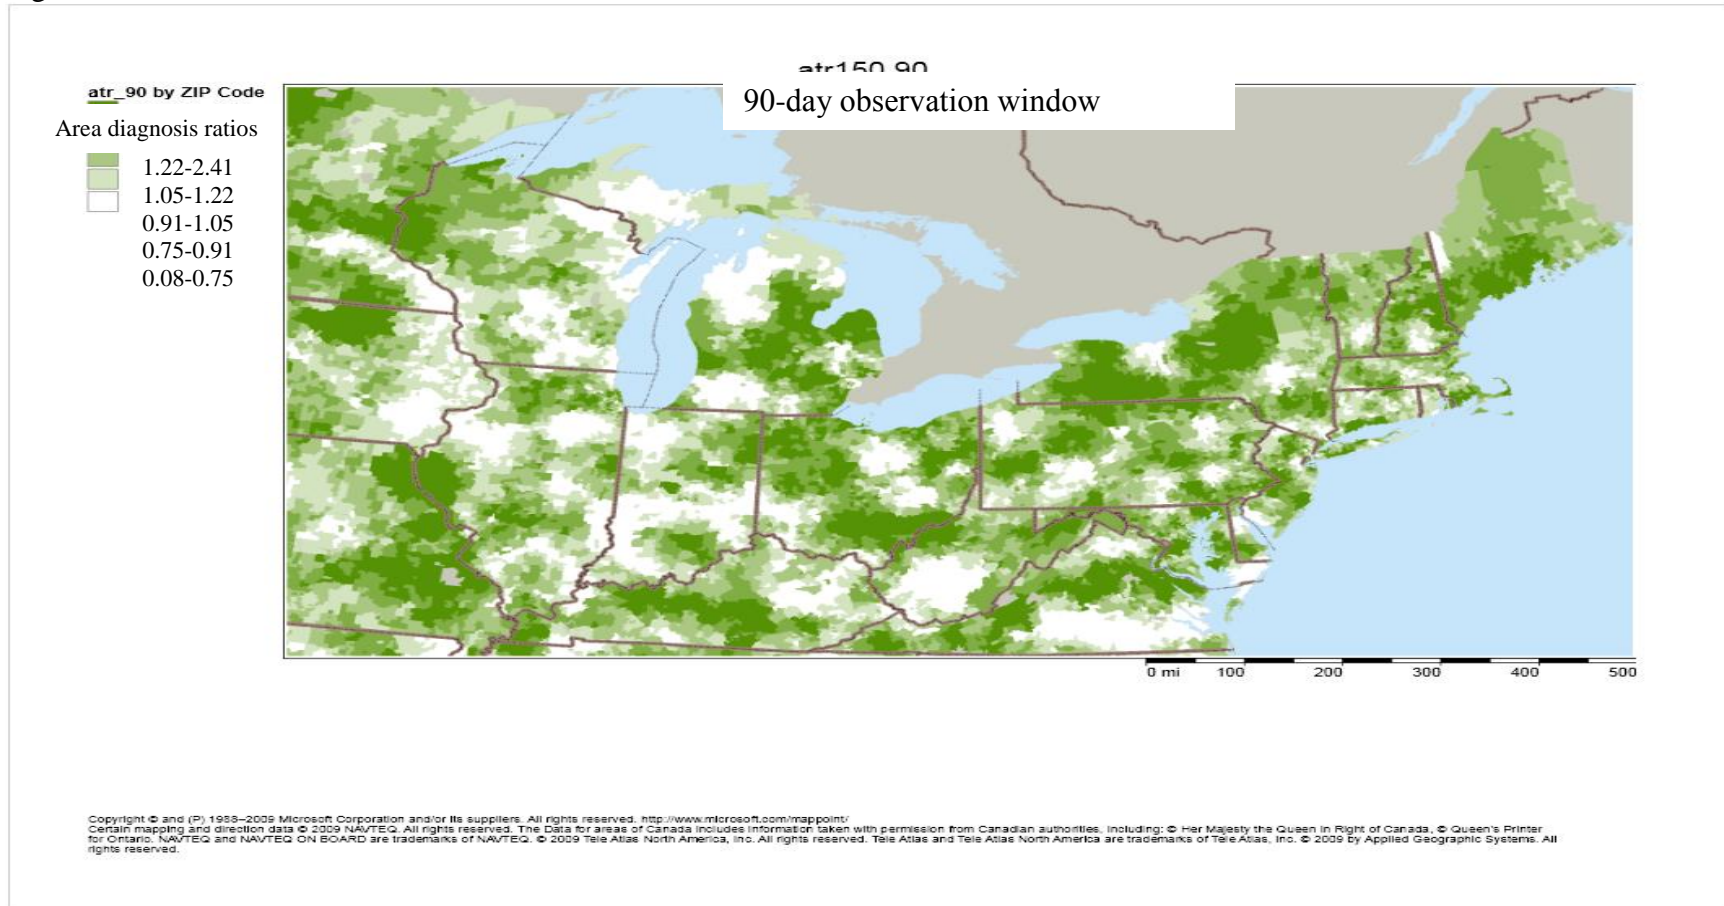 90-day observation window
atr_90 by ZIP Code
Area diagnosis ratios
1.22-2.41
1.05-1.22
0.91-1.05
0.75-0.91
0.08-0.75
0 mi 100 200 300 400 500
Copyright © and (P) 1988–2009 Microsoft Corporation and/or its suppliers. All rights reserved. http://www.microsoft.com/mappoint/
Certain mapping and direction data © 2009 NAVTEQ. All rights reserved. The Data for areas of Canada includes information taken with permission from Canadian authorities, including: © Her Majesty the Queen in Right of Canada, © Queen's Printer
for Ontario. NAVTEQ and NAVTEQ ON BOARD are trademarks of NAVTEQ. © 2009 Tele Atlas North America, Inc. All rights reserved. Tele Atlas and Tele Atlas North America are trademarks of Tele Atlas, Inc. © 2009 by Applied Geographic Systems. All
rights reserved.